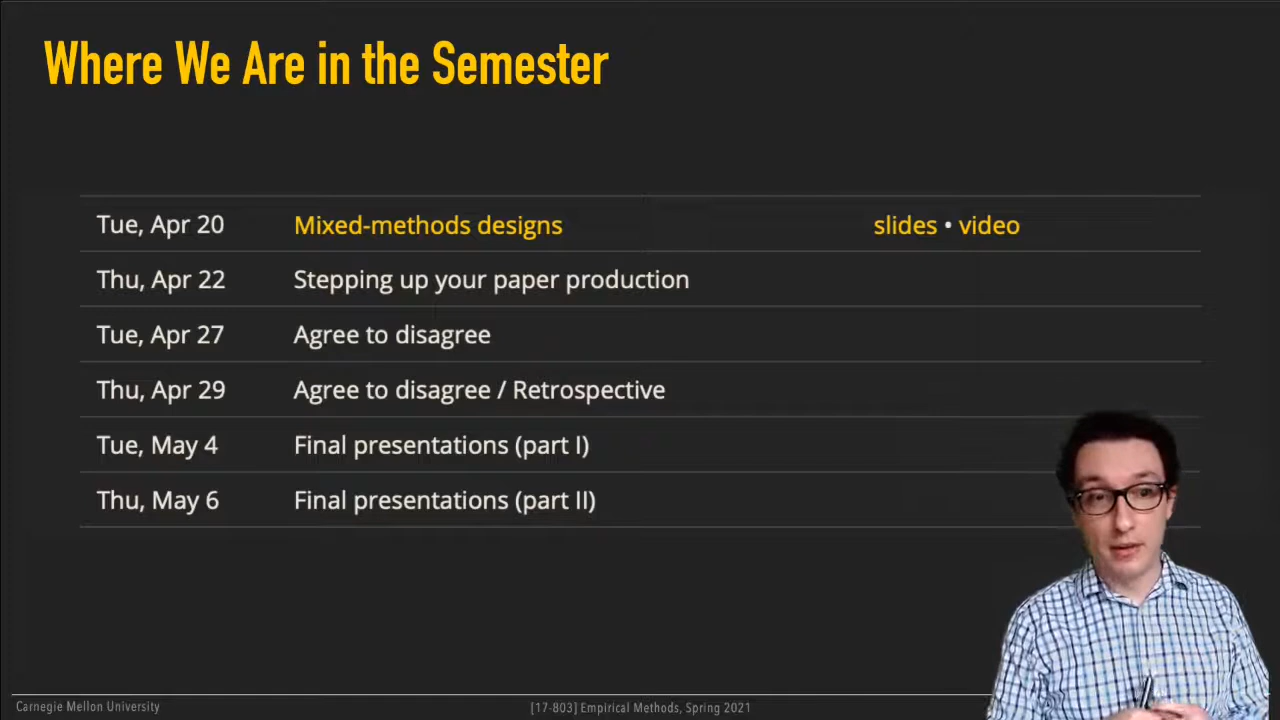 Where We Are in the Semester
Tue, Apr 20 Mixed-methods designs slides • video
Thu, Apr 22 Stepping up your paper production
Tue, Apr 27 Agree to disagree
Thu, Apr 29 Agree to disagree / Retrospective
Tue, May 4 Final presentations (part I)
Thu, May 6 Final presentations (part II)
Carnegie Mellon University [17-803] Empirical Methods, Spring 2021